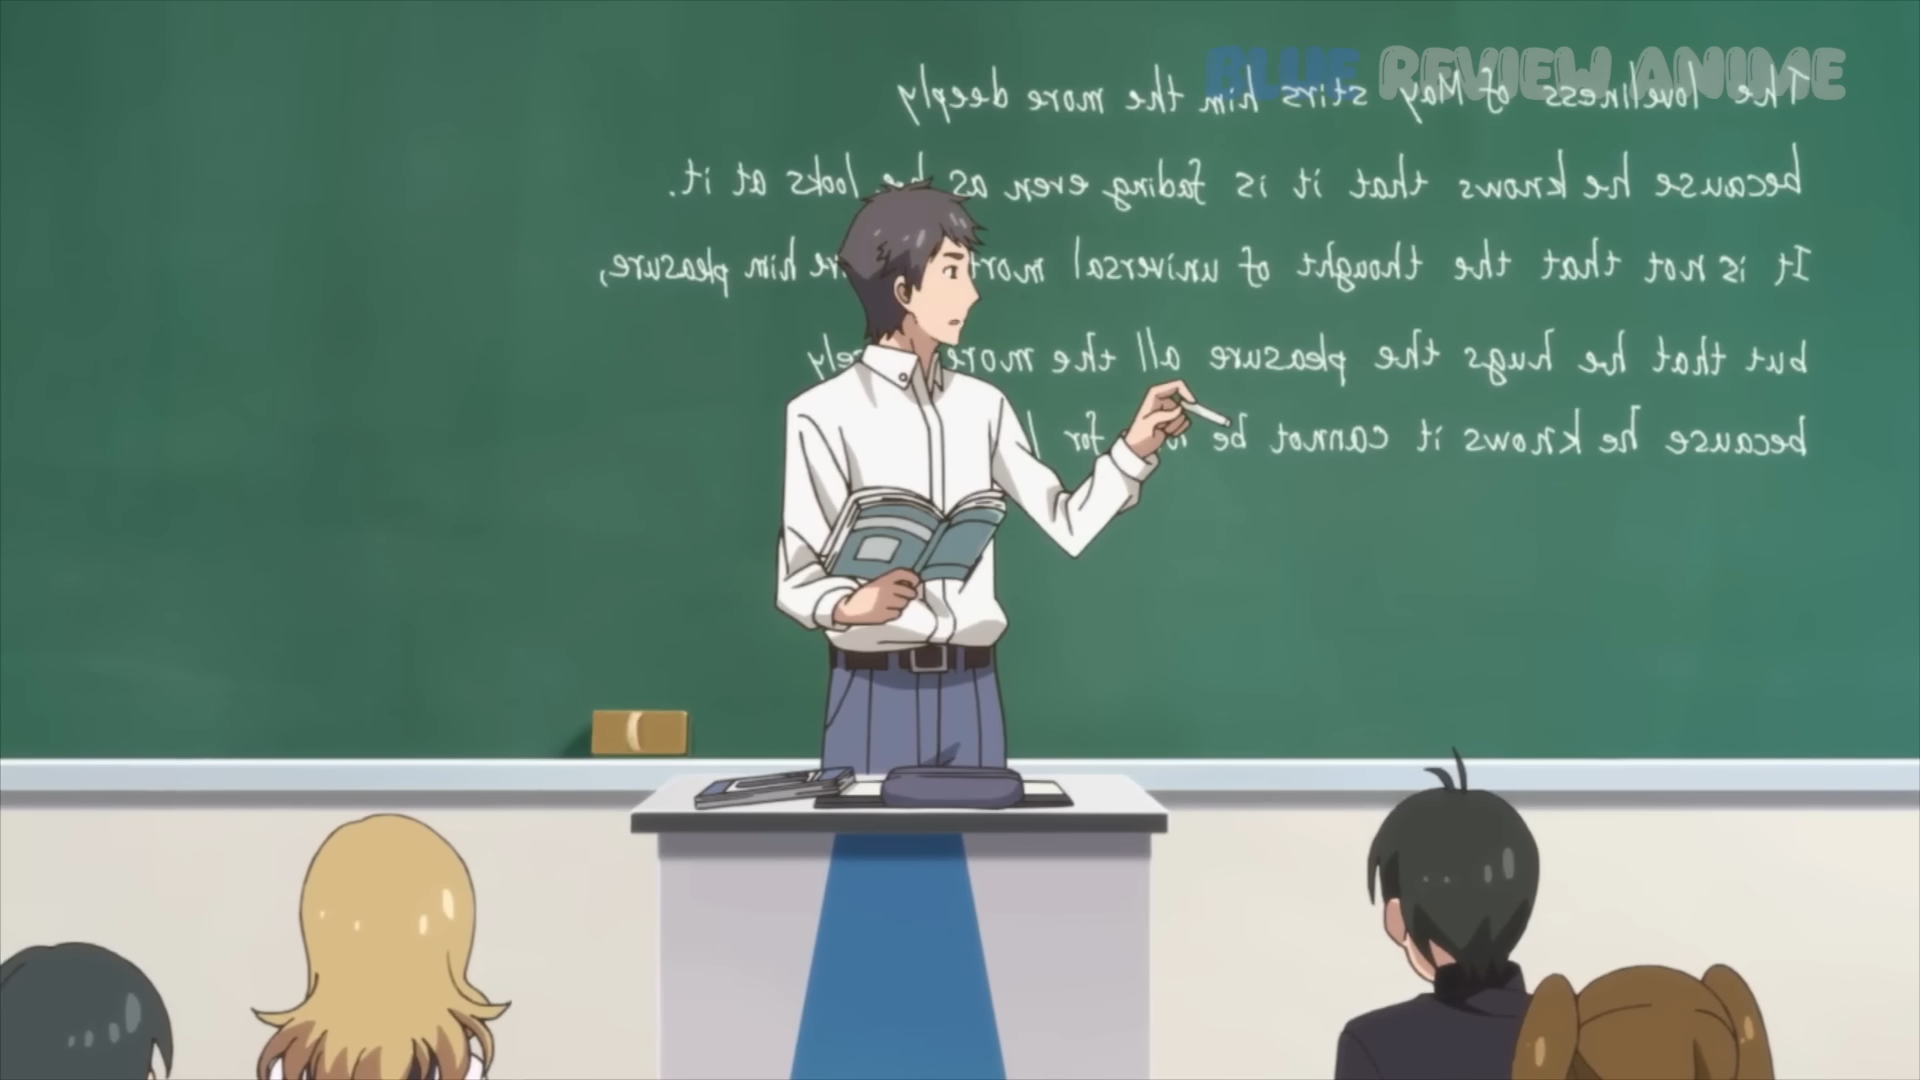 BLUE REVIEW ANIME
The loveliness of May stirs him the more deeply
because he knows that it is fading even as he looks at it.
It is not that the thought of universal mort him pleasure,
but that he hugs the pleasure all the more
because he knows it cannot be for